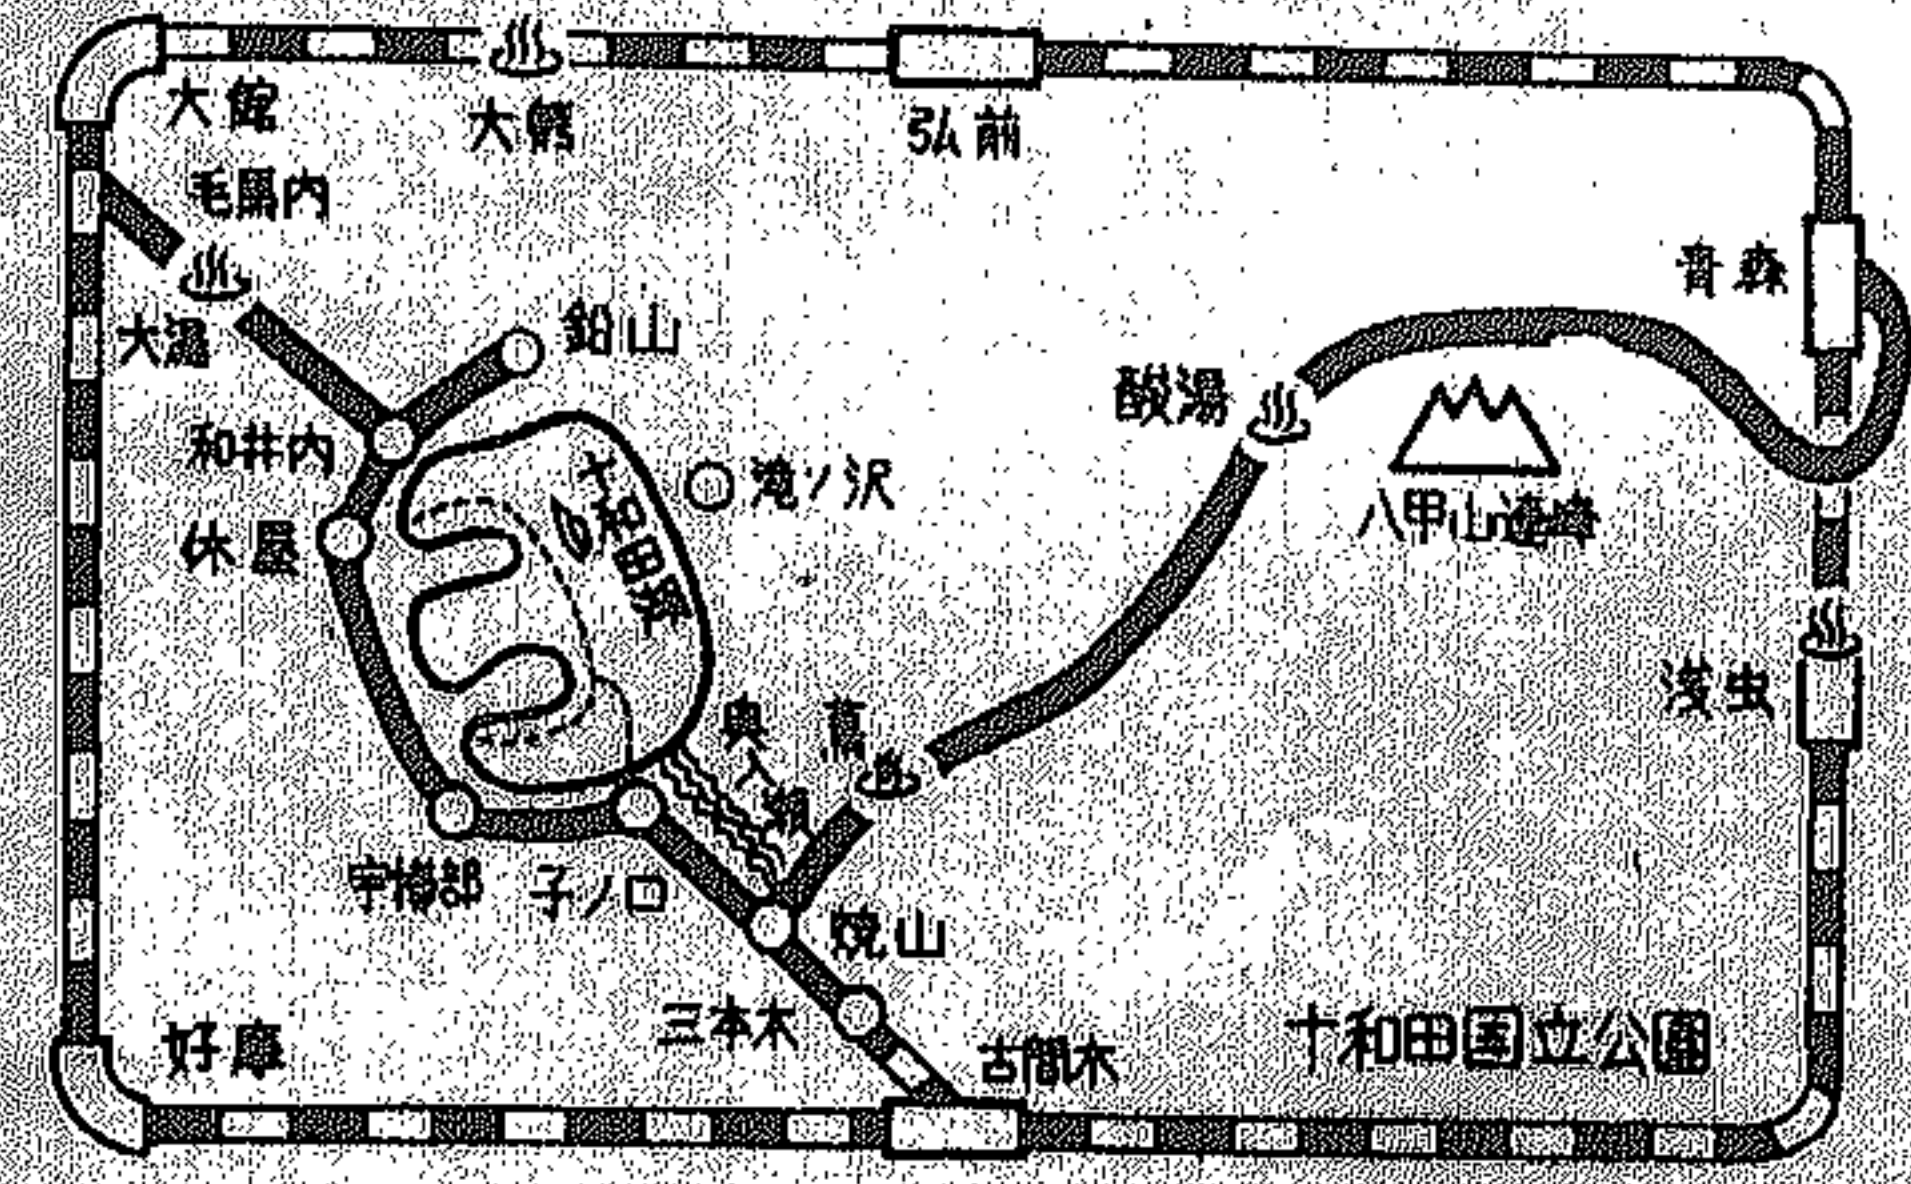 大館
大鰐
弘前
毛馬内
青森
大湯
鉛山
酸湯
和井内
滝ノ沢
十和田湖
休屋
八甲山連峰
浅虫
奥入瀬
蔦
宇樽部
子ノ口
焼山
三本木
好摩
古間木
十和田国立公園